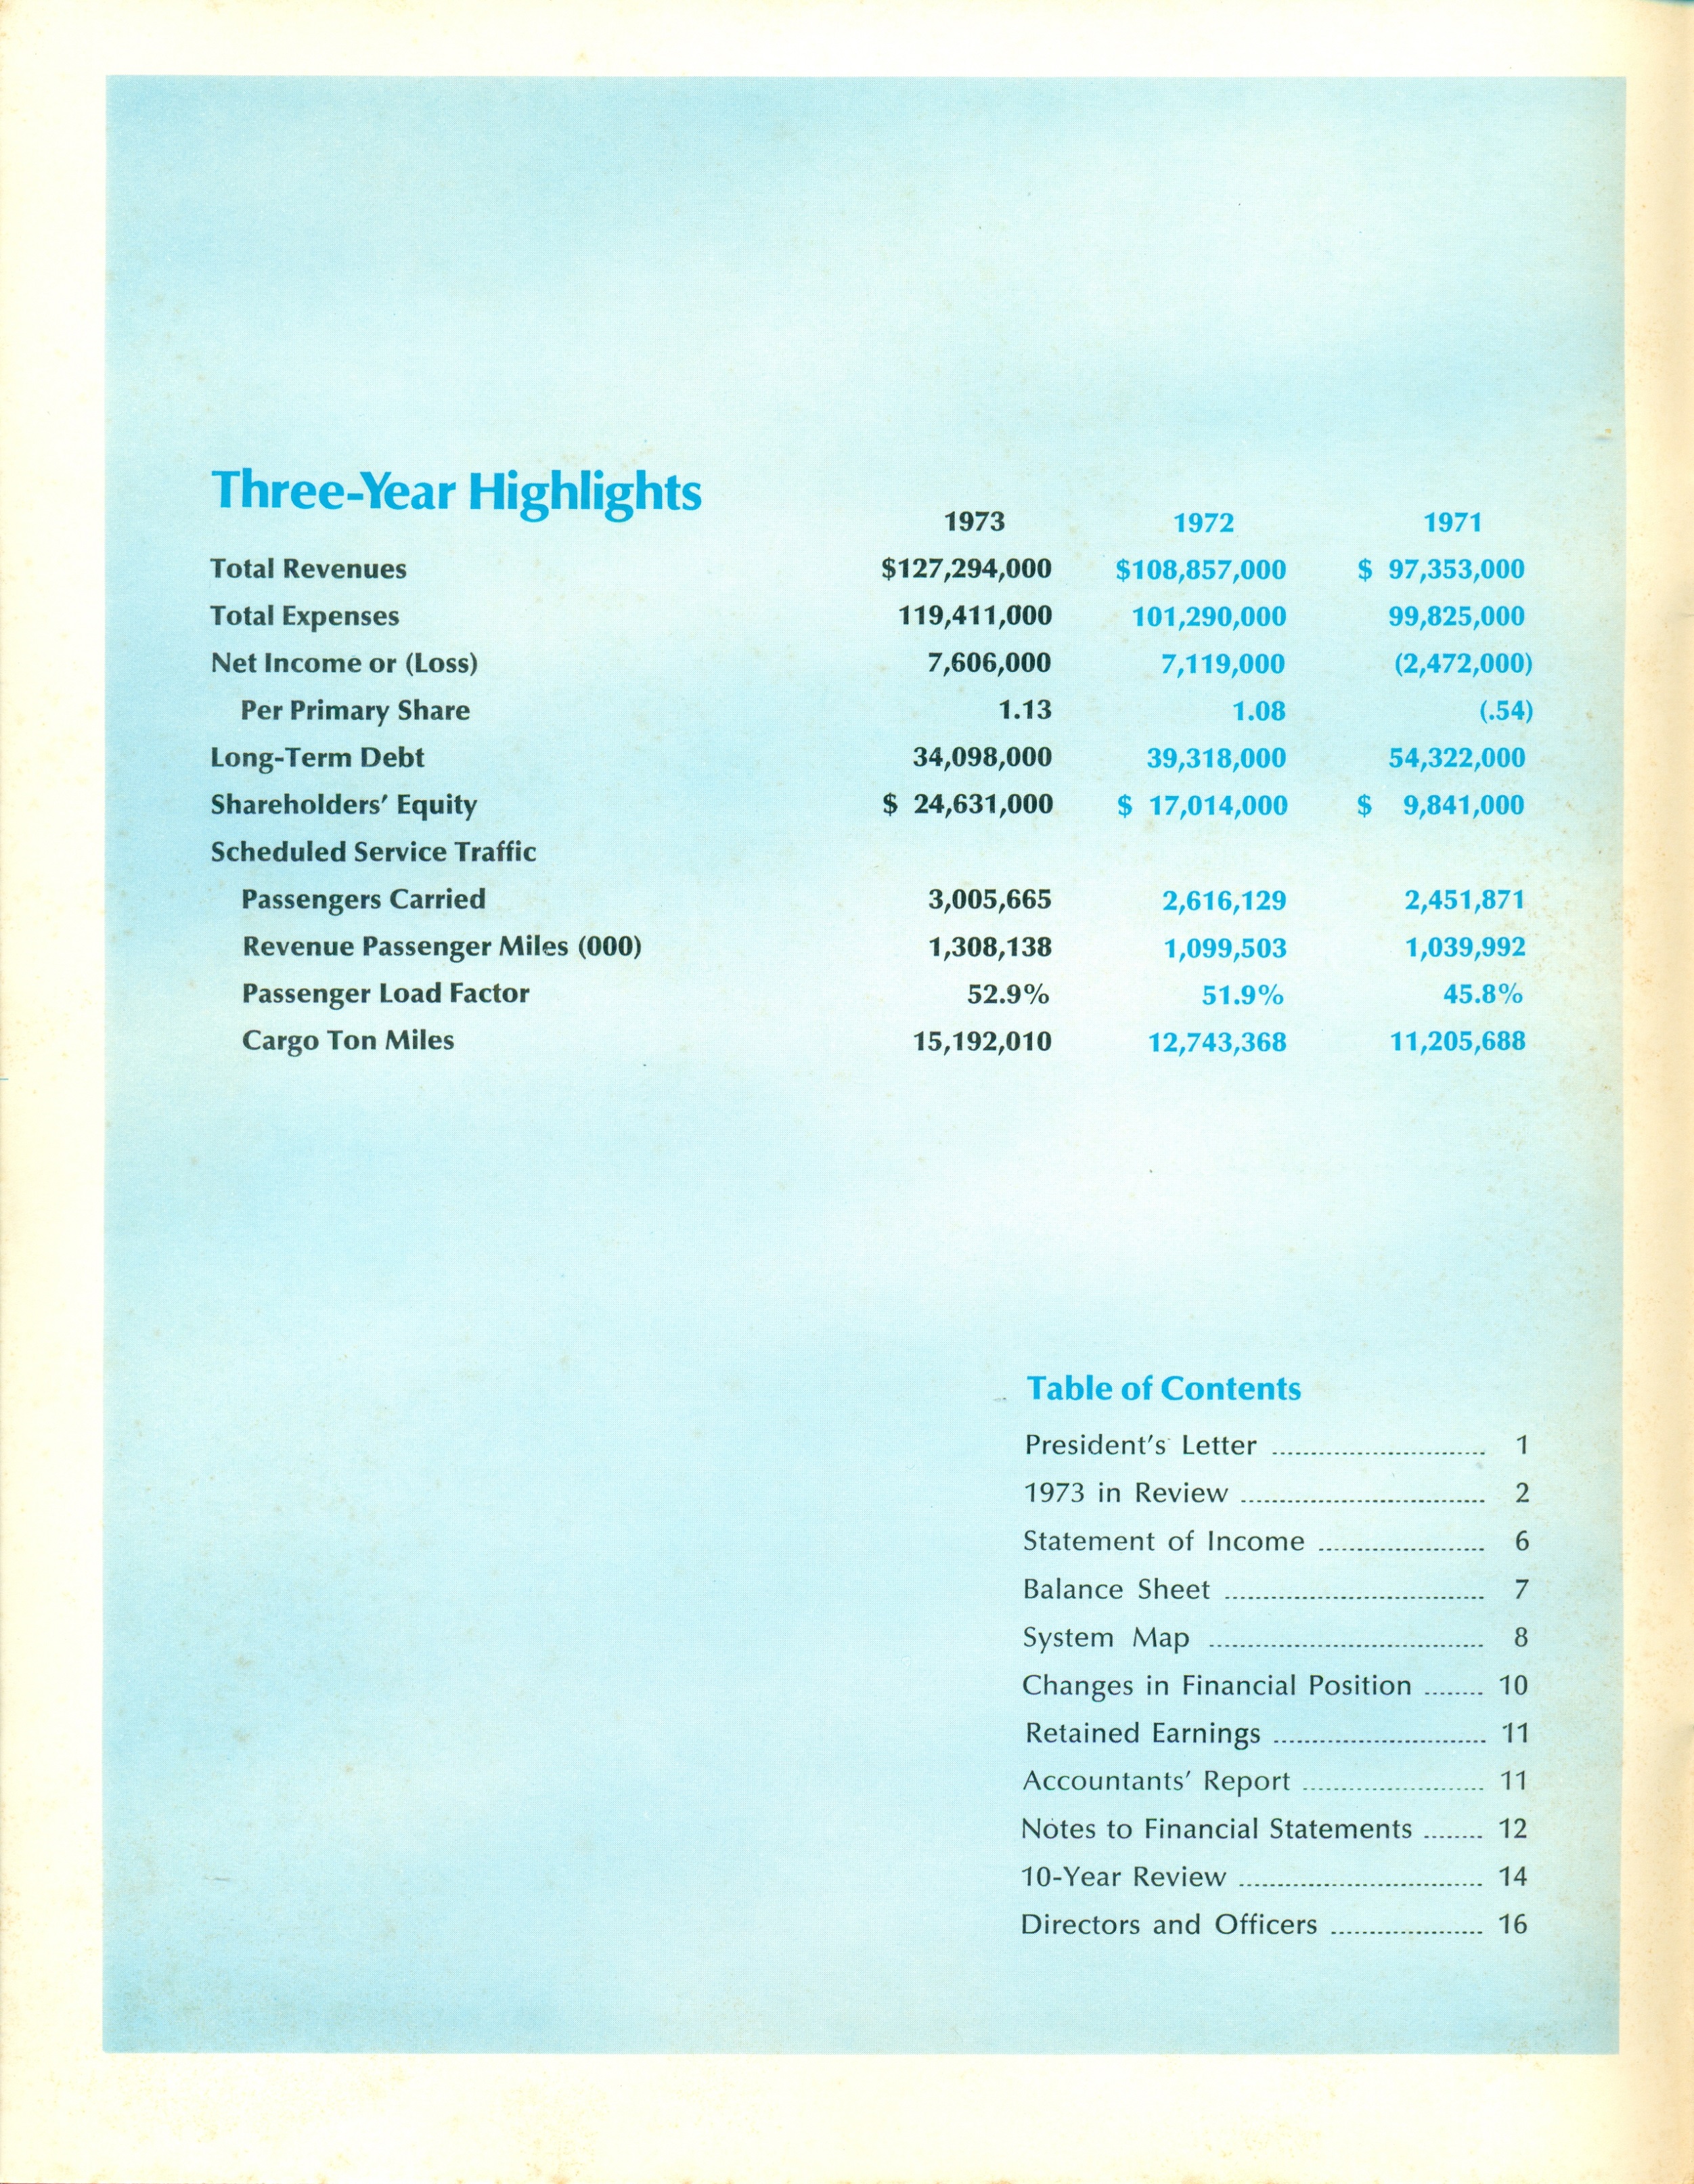 Three-Year Highlights
1973 1972 1971
Total Revenues $127,294,000 $108,857,000 $ 97,353,000
Total Expenses 119,411,000 101,290,000 99,825,000
Net Income or (Loss) 7,606,000 7,119,000 (2,472,000)
Per Primary Share 1.13 1.08 (.54)
Long-Term Debt 34,098,000 39,318,000 54,322,000
Shareholders' Equity $ 24,631,000 $ 17,014,000 $ 9,841,000
Scheduled Service Traffic
Passengers Carried 3,005,665 2,616,129 2,451,871
Revenue Passenger Miles (000) 1,308,138 1,099,503 1,039,992
Passenger Load Factor 52.9% 51.9% 45.8%
Cargo Ton Miles 15,192,010 12,743,368 11,205,688
Table of Contents
President's Letter ............................ 1
1973 in Review ................................ 2
Statement of Income ...................... 6
Balance Sheet .................................. 7
System Map .................................... 8
Changes in Financial Position ........ 10
Retained Earnings ............................ 11
Accountants' Report ........................ 11
Notes to Financial Statements ........ 12
10-Year Review ................................ 14
Directors and Officers .................... 16